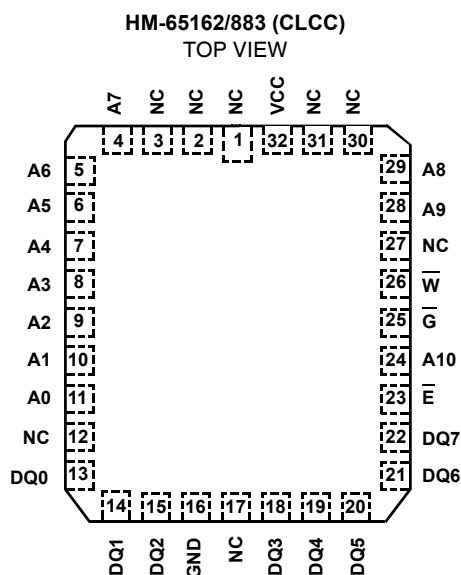 HM-65162/883 (CLCC)
TOP VIEW
A7 NC NC NC VCC NC NC
4 3 2 1 32 31 30
A6 5 29 A8
A5 6 28 A9
A4 7 27 NC
A3 8 26 W̅
A2 9 25 G̅
A1 10 24 A10
A0 11 23 E̅
NC 12 22 DQ7
DQ0 13 21 DQ6
14 15 16 17 18 19 20
DQ1 DQ2 GND NC DQ3 DQ4 DQ5